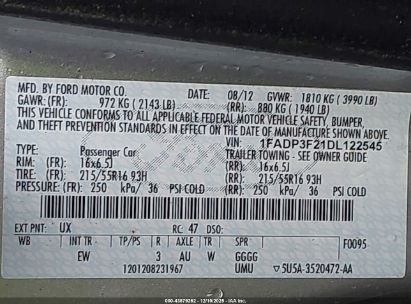 MFD. BY FORD MOTOR CO.
DATE: 08/12 GVWR: 1810 KG ( 3990 LB)
GAWR:(FR): 972 KG ( 2143 LB) (RR): 880 KG ( 1940 LB)
THIS VEHICLE CONFORMS TO ALL APPLICABLE FEDERAL MOTOR VEHICLE SAFETY, BUMPER,
AND THEFT PREVENTION STANDARDS IN EFFECT ON THE DATE OF MANUFACTURE SHOWN ABOVE.
VIN: 1FADP3F21DL122545
TYPE: Passenger Car TRAILER TOWING - SEE OWNER GUIDE
RIM: (FR) 16x6.5J (RR) 16x6.5J
TIRE: (FR) 215/55R16 93H (RR) 215/55R16 93H
PRESSURE (FR) 250 kPa/ 36 PSI COLD (RR) 250 kPa/ 36 PSI COLD
EXT PNT: UX RC: 47 DSO:
WB INT TR TP/PS R AXLE TR SPR F0095
EW 3 AU W GGGG
1201208231967 UMU ▽5U5A-3520472-AA